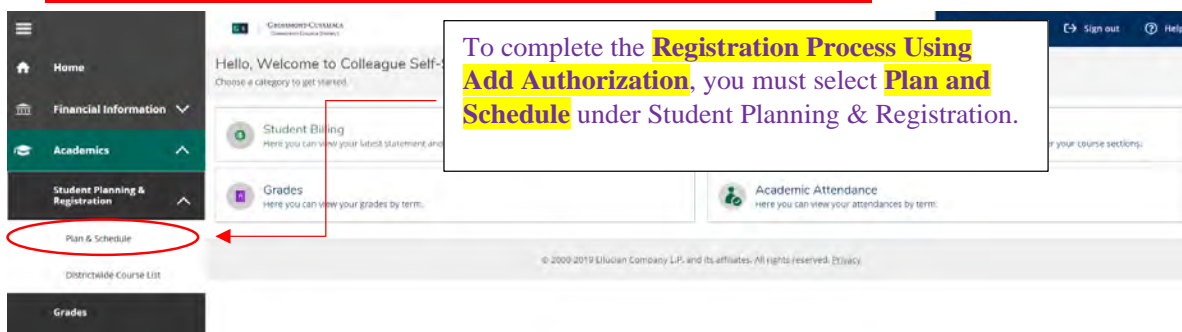 GROSSMONT-CUYAMACA
Sign out
Help
Home
Hello, Welcome to Colleague Self-
Choose a category to get started.
To complete the Registration Process Using
Add Authorization, you must select Plan and
Schedule under Student Planning & Registration.
Financial Information
Student Billing
Here you can view your latest statement and
r your course sections.
Academics
Student Planning &
Registration
Grades
Here you can view your grades by term.
Academic Attendance
Here you can view your attendances by term.
Plan & Schedule
© 2000-2019 Ellucian Company L.P. and its affiliates. All rights reserved. Privacy
Districtwide Course List
Grades